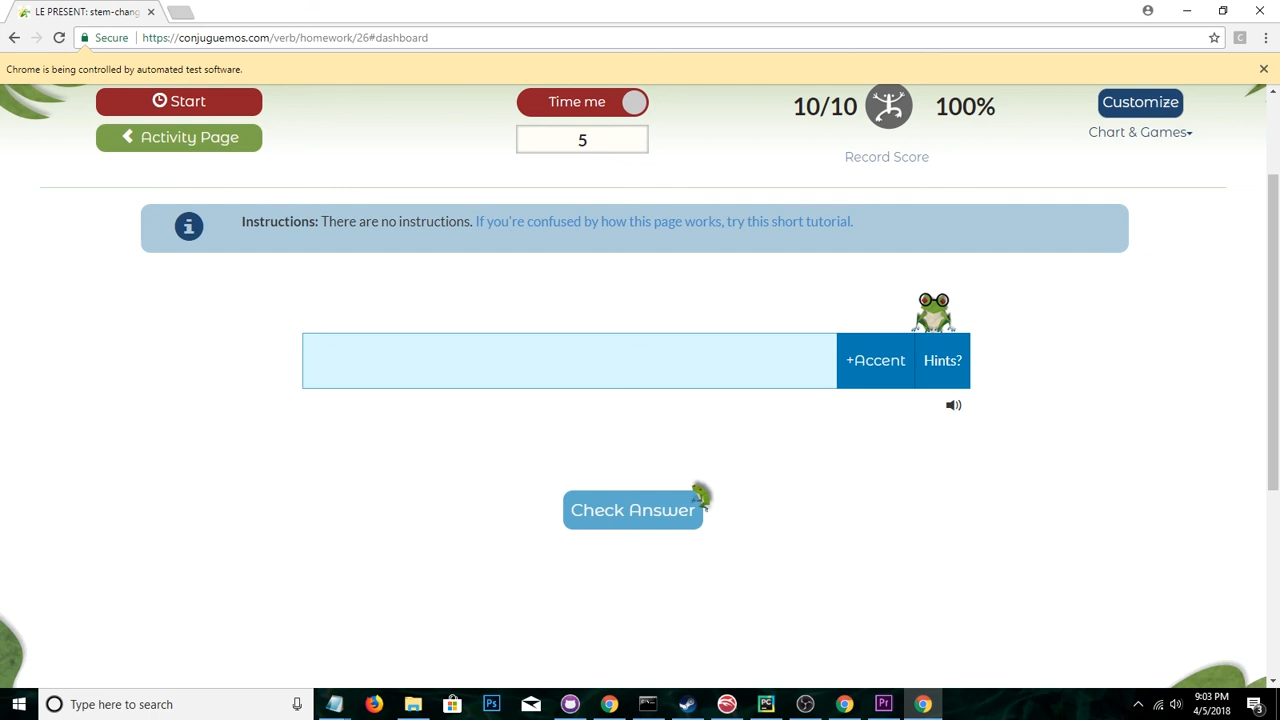 LE PRESENT: stem-chang
Secure
https://conjuguemos.com/verb/homework/26#dashboard
Chrome is being controlled by automated test software.
Start
Time me
10/10
100%
Customize
Activity Page
5
Chart & Games
Record Score
Instructions: There are no instructions. If you're confused by how this page works, try this short tutorial.
+Accent
Hints?
Check Answer
Type here to search
9:03 PM
4/5/2018